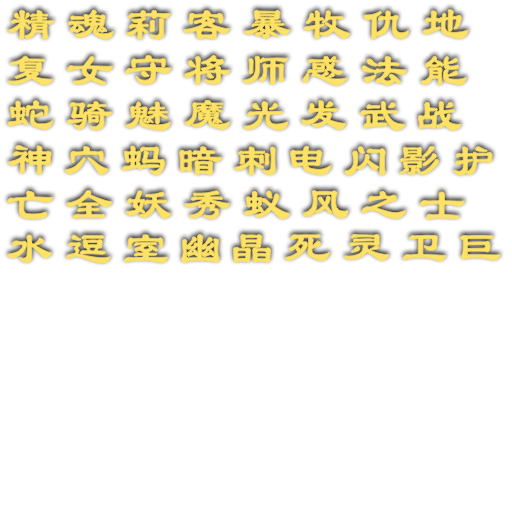 精魂莉客暴牧仇地
复女守将师惑法能
蛇骑魅魔光发武战
神穴蚂暗刺电闪影护
亡全妖秀蚁风之士
水逗室幽晶死灵卫巨